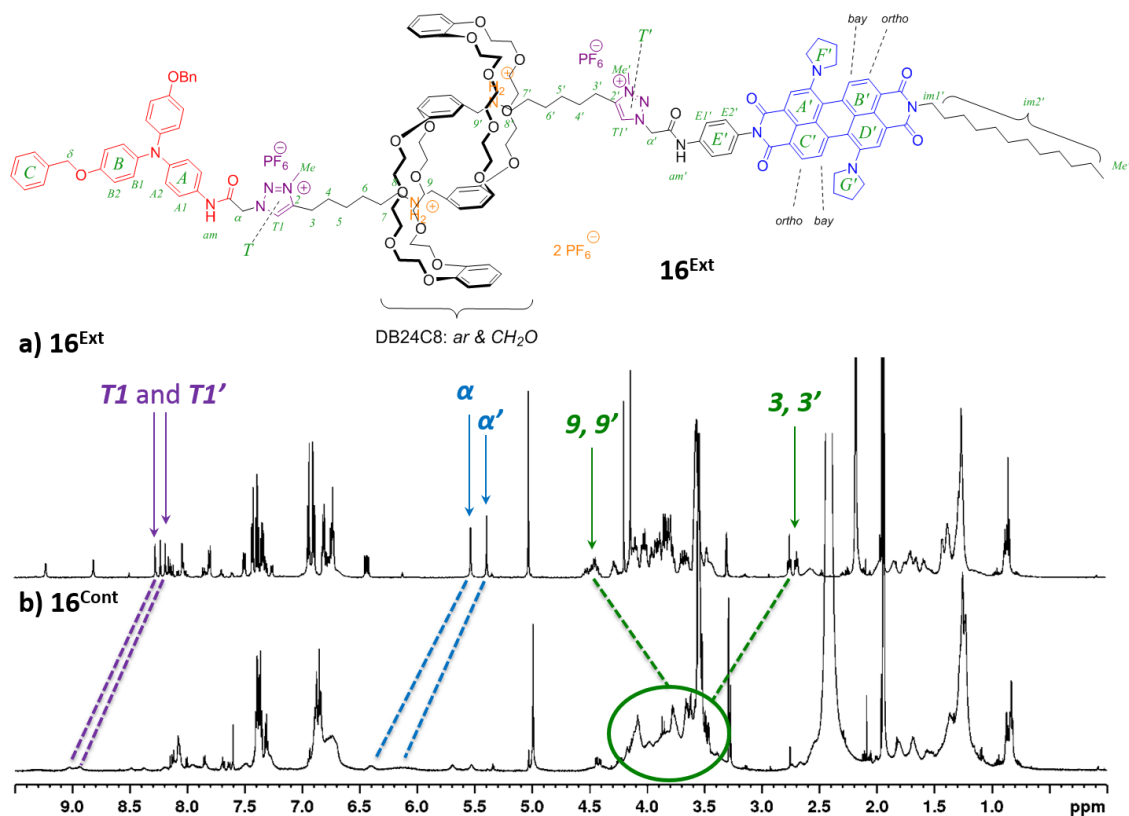 bay
ortho
T'
PF6 ⊖
F'
N
Me'
OBn
O
O
O
O
O
O
O
O
H2
N
⊕
7'
6'
5'
4'
3'
2'
N
⊕
N
N
T1'
α'
O
N
H
am'
E1'
E2'
E'
O
N
O
A'
B'
C'
D'
N
G'
O
N
O
im1'
im2'
Me'
ortho
bay
9'
8'
C
δ
O
B
B2
B1
N
A
A2
A1
O
N
H
am
α
PF6 ⊖
N
N
N
⊕
Me
T
T1
2
3
4
5
6
7
8
9
N
H2
⊕
O
O
O
O
O
O
O
O
2 PF6 ⊖
16Ext
DB24C8: ar & CH2O
a) 16Ext
T1 and T1’
α
α’
9, 9’
3, 3’
b) 16Cont
9.0 8.5 8.0 7.5 7.0 6.5 6.0 5.5 5.0 4.5 4.0 3.5 3.0 2.5 2.0 1.5 1.0 ppm